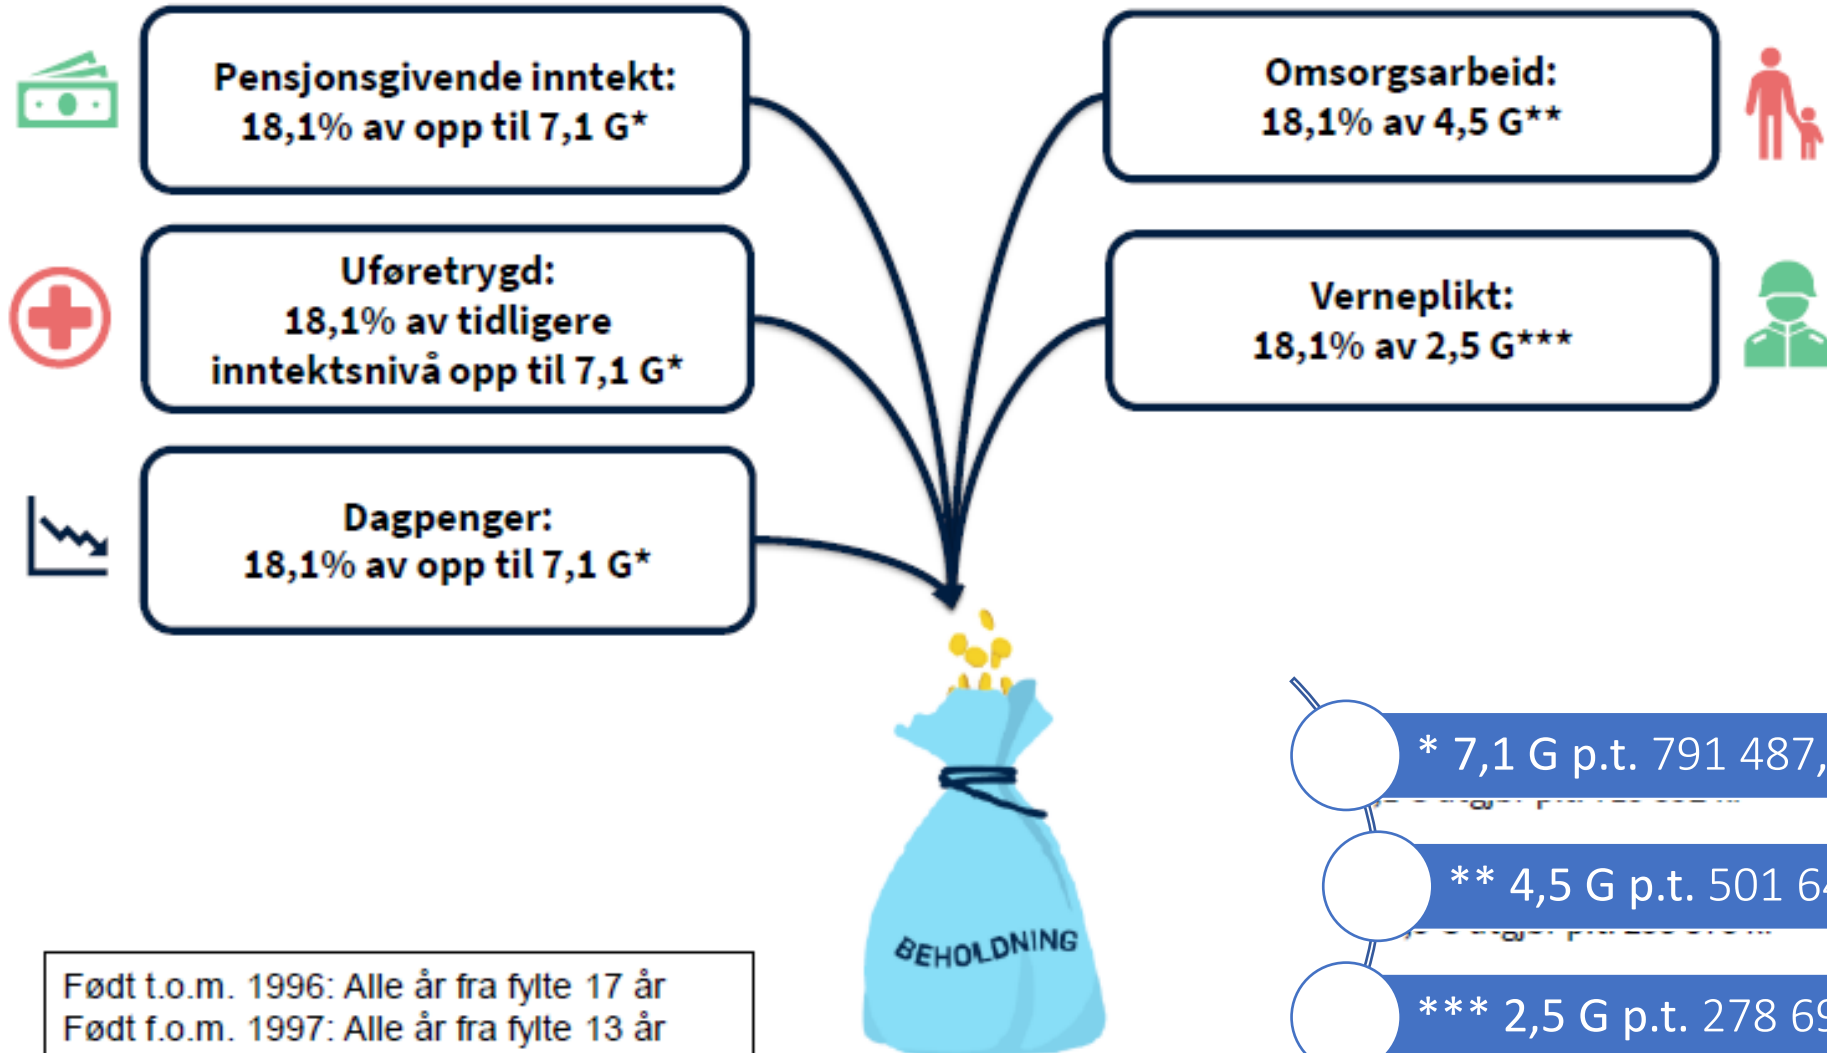 Pensjonsgivende inntekt:
18,1% av opp til 7,1 G*
Uføretrygd:
18,1% av tidligere
inntektsnivå opp til 7,1 G*
Dagpenger:
18,1% av opp til 7,1 G*
Omsorgsarbeid:
18,1% av 4,5 G**
Verneplikt:
18,1% av 2,5 G***
BEHOLDNING
Født t.o.m. 1996: Alle år fra fylte 17 år
Født f.o.m. 1997: Alle år fra fylte 13 år
* 7,1 G p.t. 791 487,
** 4,5 G p.t. 501 64
*** 2,5 G p.t. 278 69